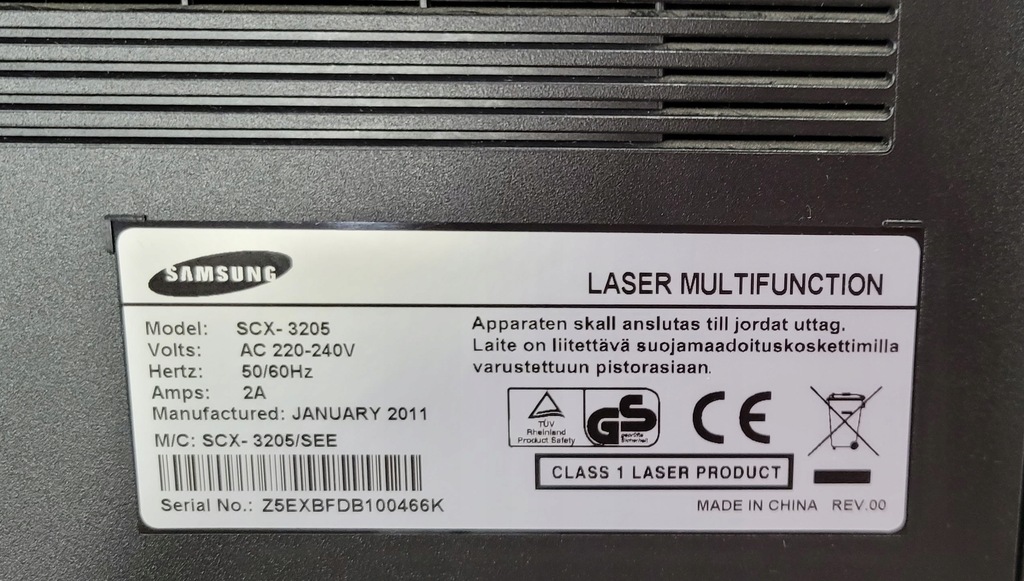 SAMSUNG
LASER MULTIFUNCTION
Model: SCX- 3205
Volts: AC 220-240V
Hertz: 50/60Hz
Amps: 2A
Manufactured: JANUARY 2011
M/C: SCX- 3205/SEE
Serial No.: Z5EXBFDB100466K
Apparaten skall anslutas till jordat uttag.
Laite on liitettävä suojamaadoituskoskettimilla
varustettuun pistorasiaan.
TÜV
Rheinland
Product Safety
GS
geprüfte
Sicherheit
CE
CLASS 1 LASER PRODUCT
MADE IN CHINA REV.00